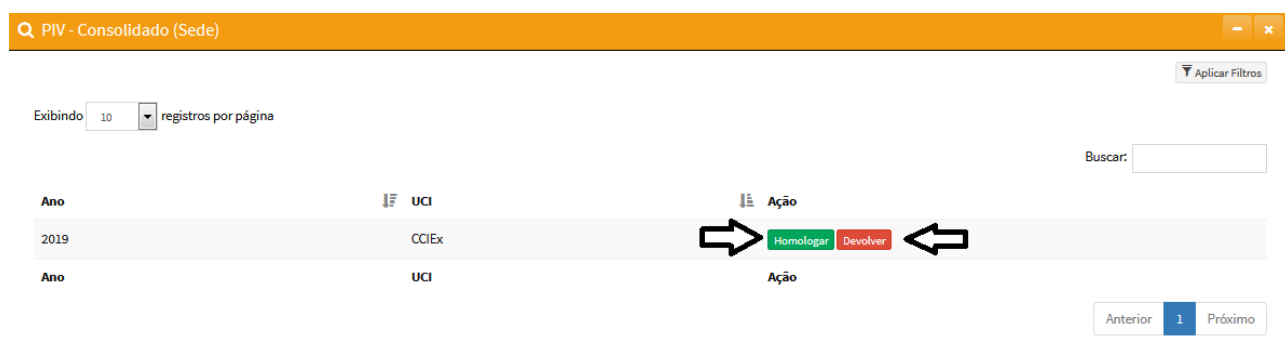 PIV - Consolidado (Sede)
Aplicar Filtros
Exibindo 10 registros por página
Buscar:
Ano UCI Ação
2019 CCIEx Homologar Devolver
Ano UCI Ação
Anterior 1 Próximo